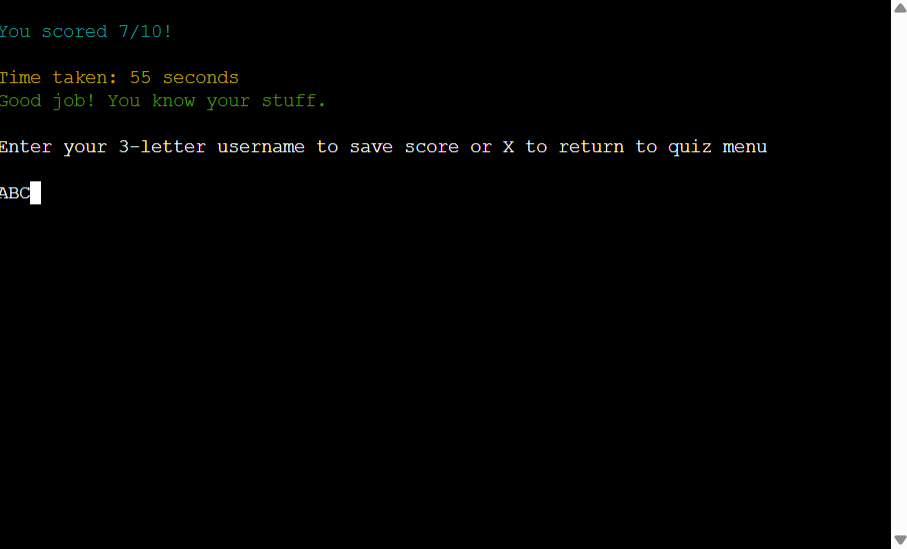 You scored 7/10!
Time taken: 55 seconds
Good job! You know your stuff.
Enter your 3-letter username to save score or X to return to quiz menu
ABC